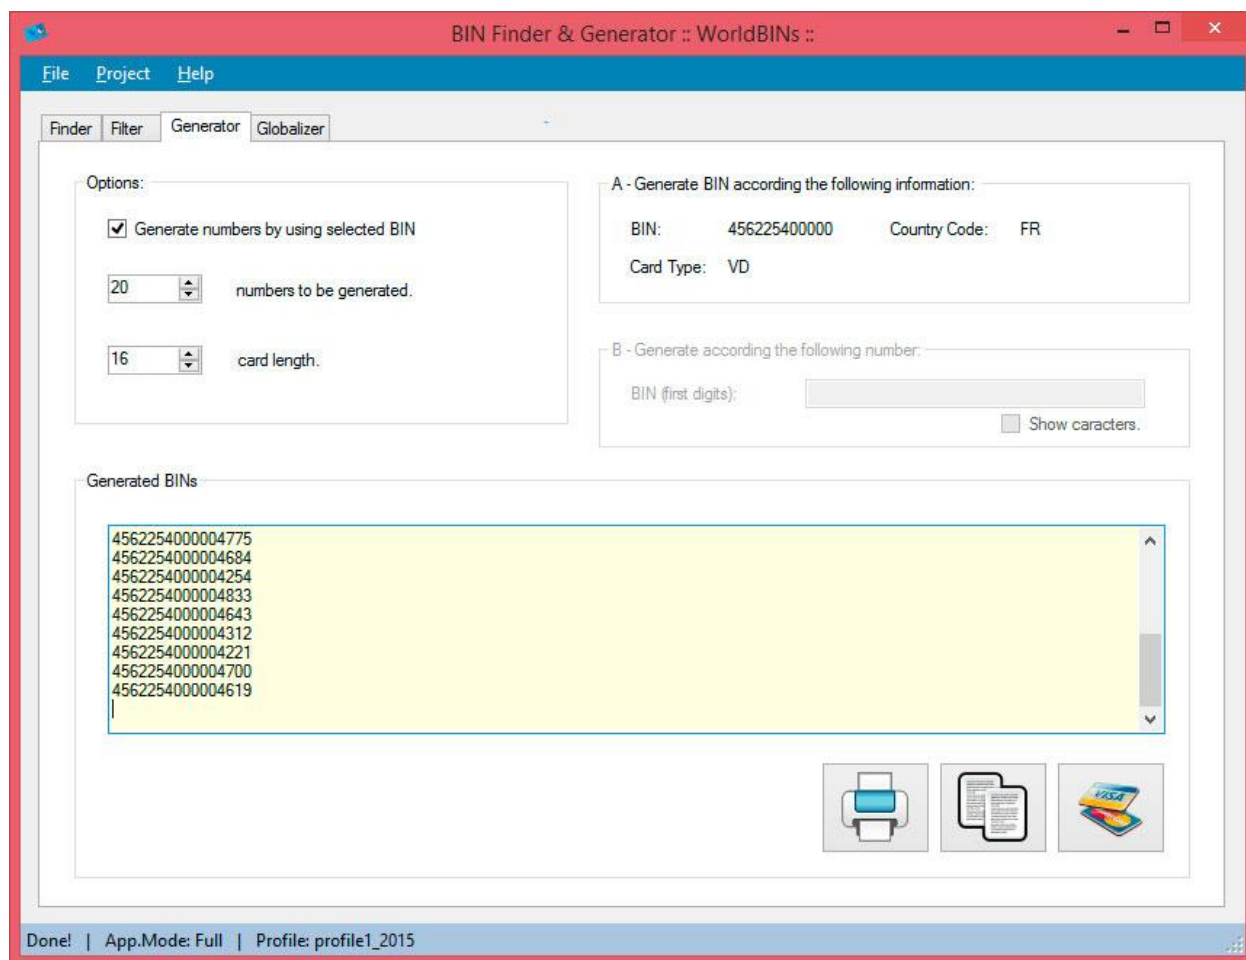 BIN Finder & Generator :: WorldBINs ::
File Project Help
Finder Filter Generator Globalizer
Options:
Generate numbers by using selected BIN
20 numbers to be generated.
16 card length.
A - Generate BIN according the following information:
BIN: 456225400000 Country Code: FR
Card Type: VD
B - Generate according the following number:
BIN (first digits):
Show caracters.
Generated BINs
4562254000004775
4562254000004684
4562254000004254
4562254000004833
4562254000004643
4562254000004312
4562254000004221
4562254000004700
4562254000004619
VISA
Done! | App.Mode: Full | Profile: profile1_2015